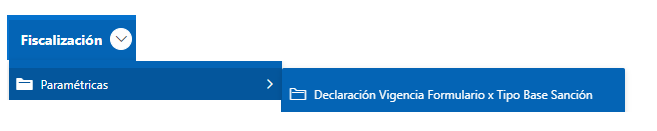 Fiscalización
Paramétricas
Declaración Vigencia Formulario x Tipo Base Sanción